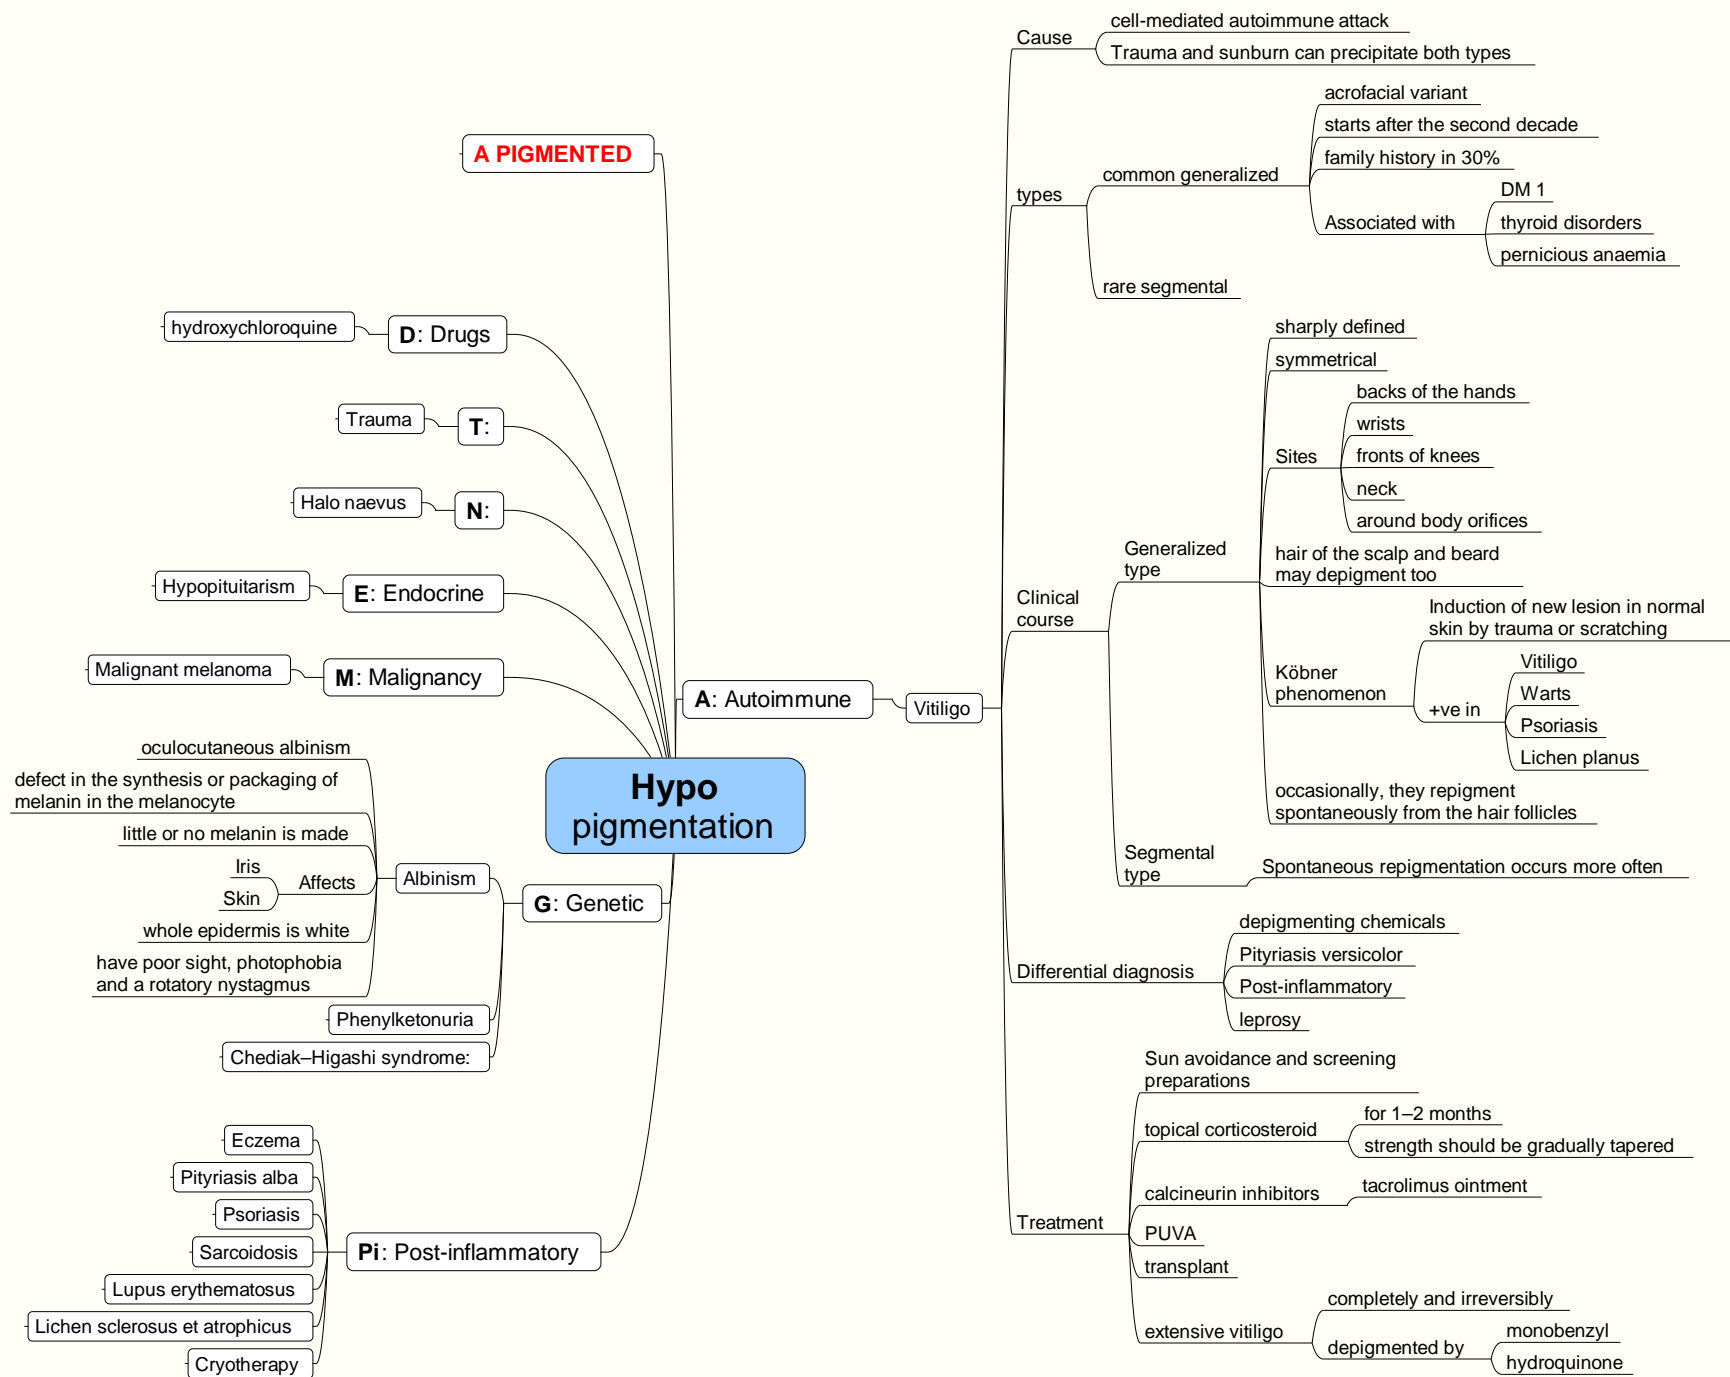 Hypo
pigmentation
A PIGMENTED
A: Autoimmune
Vitiligo
Cause
cell-mediated autoimmune attack
Trauma and sunburn can precipitate both types
types
common generalized
acrofacial variant
starts after the second decade
family history in 30%
Associated with
DM 1
thyroid disorders
pernicious anaemia
rare segmental
Clinical
course
Generalized
type
sharply defined
symmetrical
Sites
backs of the hands
wrists
fronts of knees
neck
around body orifices
hair of the scalp and beard
may depigment too
Köbner
phenomenon
Induction of new lesion in normal
skin by trauma or scratching
+ve in
Vitiligo
Warts
Psoriasis
Lichen planus
occasionally, they repigment
spontaneously from the hair follicles
Segmental
type
Spontaneous repigmentation occurs more often
Differential diagnosis
depigmenting chemicals
Pityriasis versicolor
Post-inflammatory
leprosy
Treatment
Sun avoidance and screening
preparations
topical corticosteroid
for 1–2 months
strength should be gradually tapered
calcineurin inhibitors
tacrolimus ointment
PUVA
transplant
extensive vitiligo
completely and irreversibly
depigmented by
monobenzyl
hydroquinone
D: Drugs
hydroxychloroquine
T:
Trauma
N:
Halo naevus
E: Endocrine
Hypopituitarism
M: Malignancy
Malignant melanoma
G: Genetic
Albinism
oculocutaneous albinism
defect in the synthesis or packaging of
melanin in the melanocyte
little or no melanin is made
Affects
Iris
Skin
whole epidermis is white
have poor sight, photophobia
and a rotatory nystagmus
Phenylketonuria
Chediak–Higashi syndrome:
Pi: Post-inflammatory
Eczema
Pityriasis alba
Psoriasis
Sarcoidosis
Lupus erythematosus
Lichen sclerosus et atrophicus
Cryotherapy